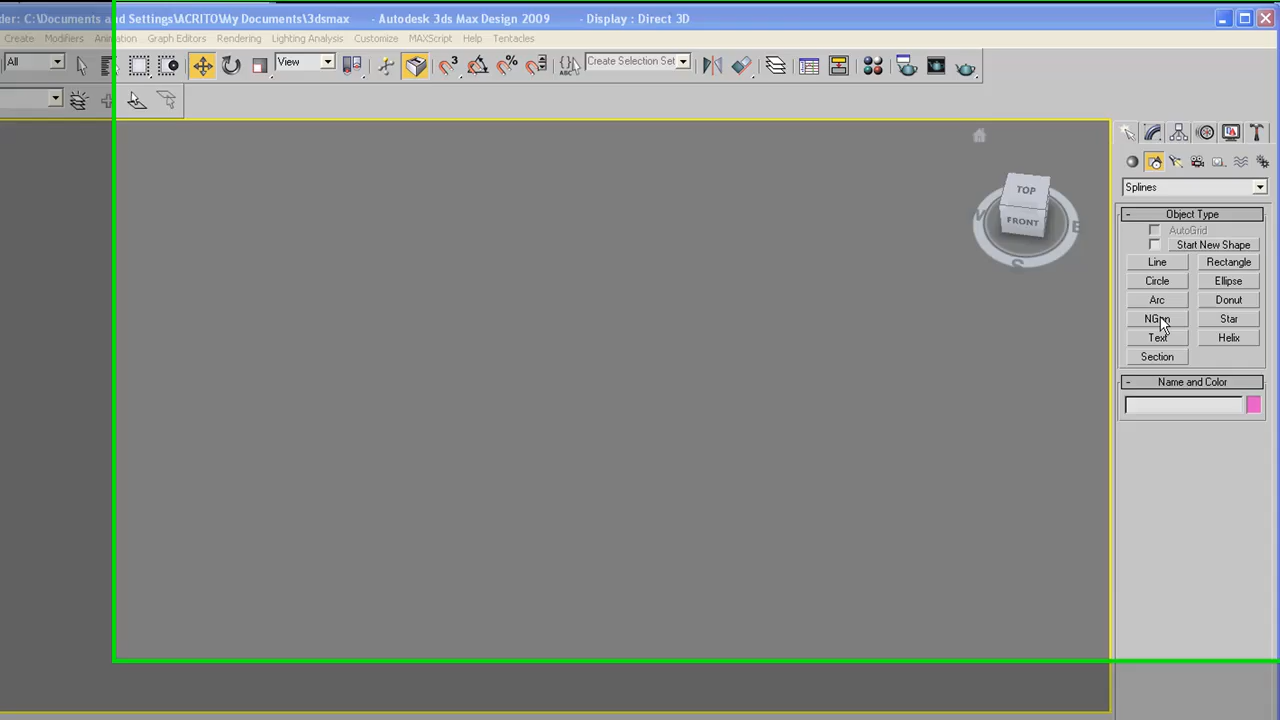 der: C:\Documents and Settings\ACRITO\My Documents\3dsmax - Autodesk 3ds Max Design 2009 - Display : Direct 3D
Create Modifiers Animation Graph Editors Rendering Lighting Analysis Customize MAXScript Help Tentacles
All View Create Selection Set
3
ABC
Splines
Object Type
AutoGrid
Start New Shape
Line Rectangle
Circle Ellipse
Arc Donut
NGon Star
Text Helix
Section
Name and Color
TOP
FRONT
W E
S